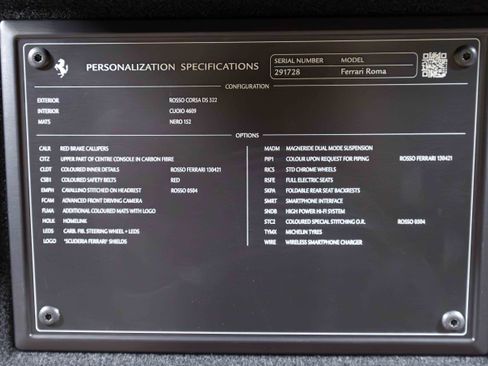 PERSONALIZATION SPECIFICATIONS
SERIAL NUMBER MODEL
291728 Ferrari Roma
CONFIGURATION
EXTERIOR ROSSO CORSA DS 322
INTERIOR CUOIO 4609
MATS NERO 152
OPTIONS
CALR RED BRAKE CALLIPERS
CITZ UPPER PART OF CENTRE CONSOLE IN CARBON FIBRE
CLDT COLOURED INNER DETAILS ROSSO FERRARI 130421
CSB1 COLOURED SAFETY BELTS RED
EMPH CAVALLINO STITCHED ON HEADREST ROSSO 0504
FCAM ADVANCED FRONT DRIVING CAMERA
FLMA ADDITIONAL COLOURED MATS WITH LOGO
HOLK HOMELINK
LEDS CARB. FIB. STEERING WHEEL + LEDS
LOGO "SCUDERIA FERRARI" SHIELDS
MADM MAGNERIDE DUAL MODE SUSPENSION
PIP1 COLOUR UPON REQUEST FOR PIPING ROSSO FERRARI 130421
RICS STD CHROME WHEELS
RSFE FULL ELECTRIC SEATS
SKPA FOLDABLE REAR SEAT BACKRESTS
SMRT SMARTPHONE INTERFACE
SNDB HIGH POWER HI-FI SYSTEM
STC2 COLOURED SPECIAL STITCHING O.R. ROSSO 0504
TYMX MICHELIN TYRES
WIRE WIRELESS SMARTPHONE CHARGER